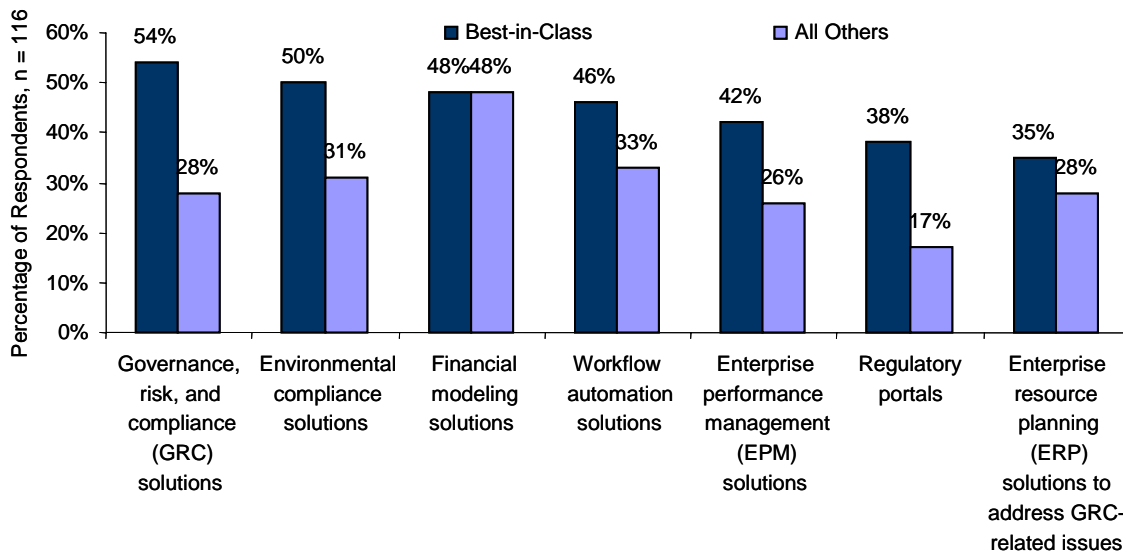 Percentage of Respondents, n = 116
60%
50%
40%
30%
20%
10%
0%
Best-in-Class
All Others
54%
28%
50%
31%
48%
48%
46%
33%
42%
26%
38%
17%
35%
28%
Governance,
risk, and
compliance
(GRC)
solutions
Environmental
compliance
solutions
Financial
modeling
solutions
Workflow
automation
solutions
Enterprise
performance
management
(EPM)
solutions
Regulatory
portals
Enterprise
resource
planning
(ERP)
solutions to
address GRC-
related issues